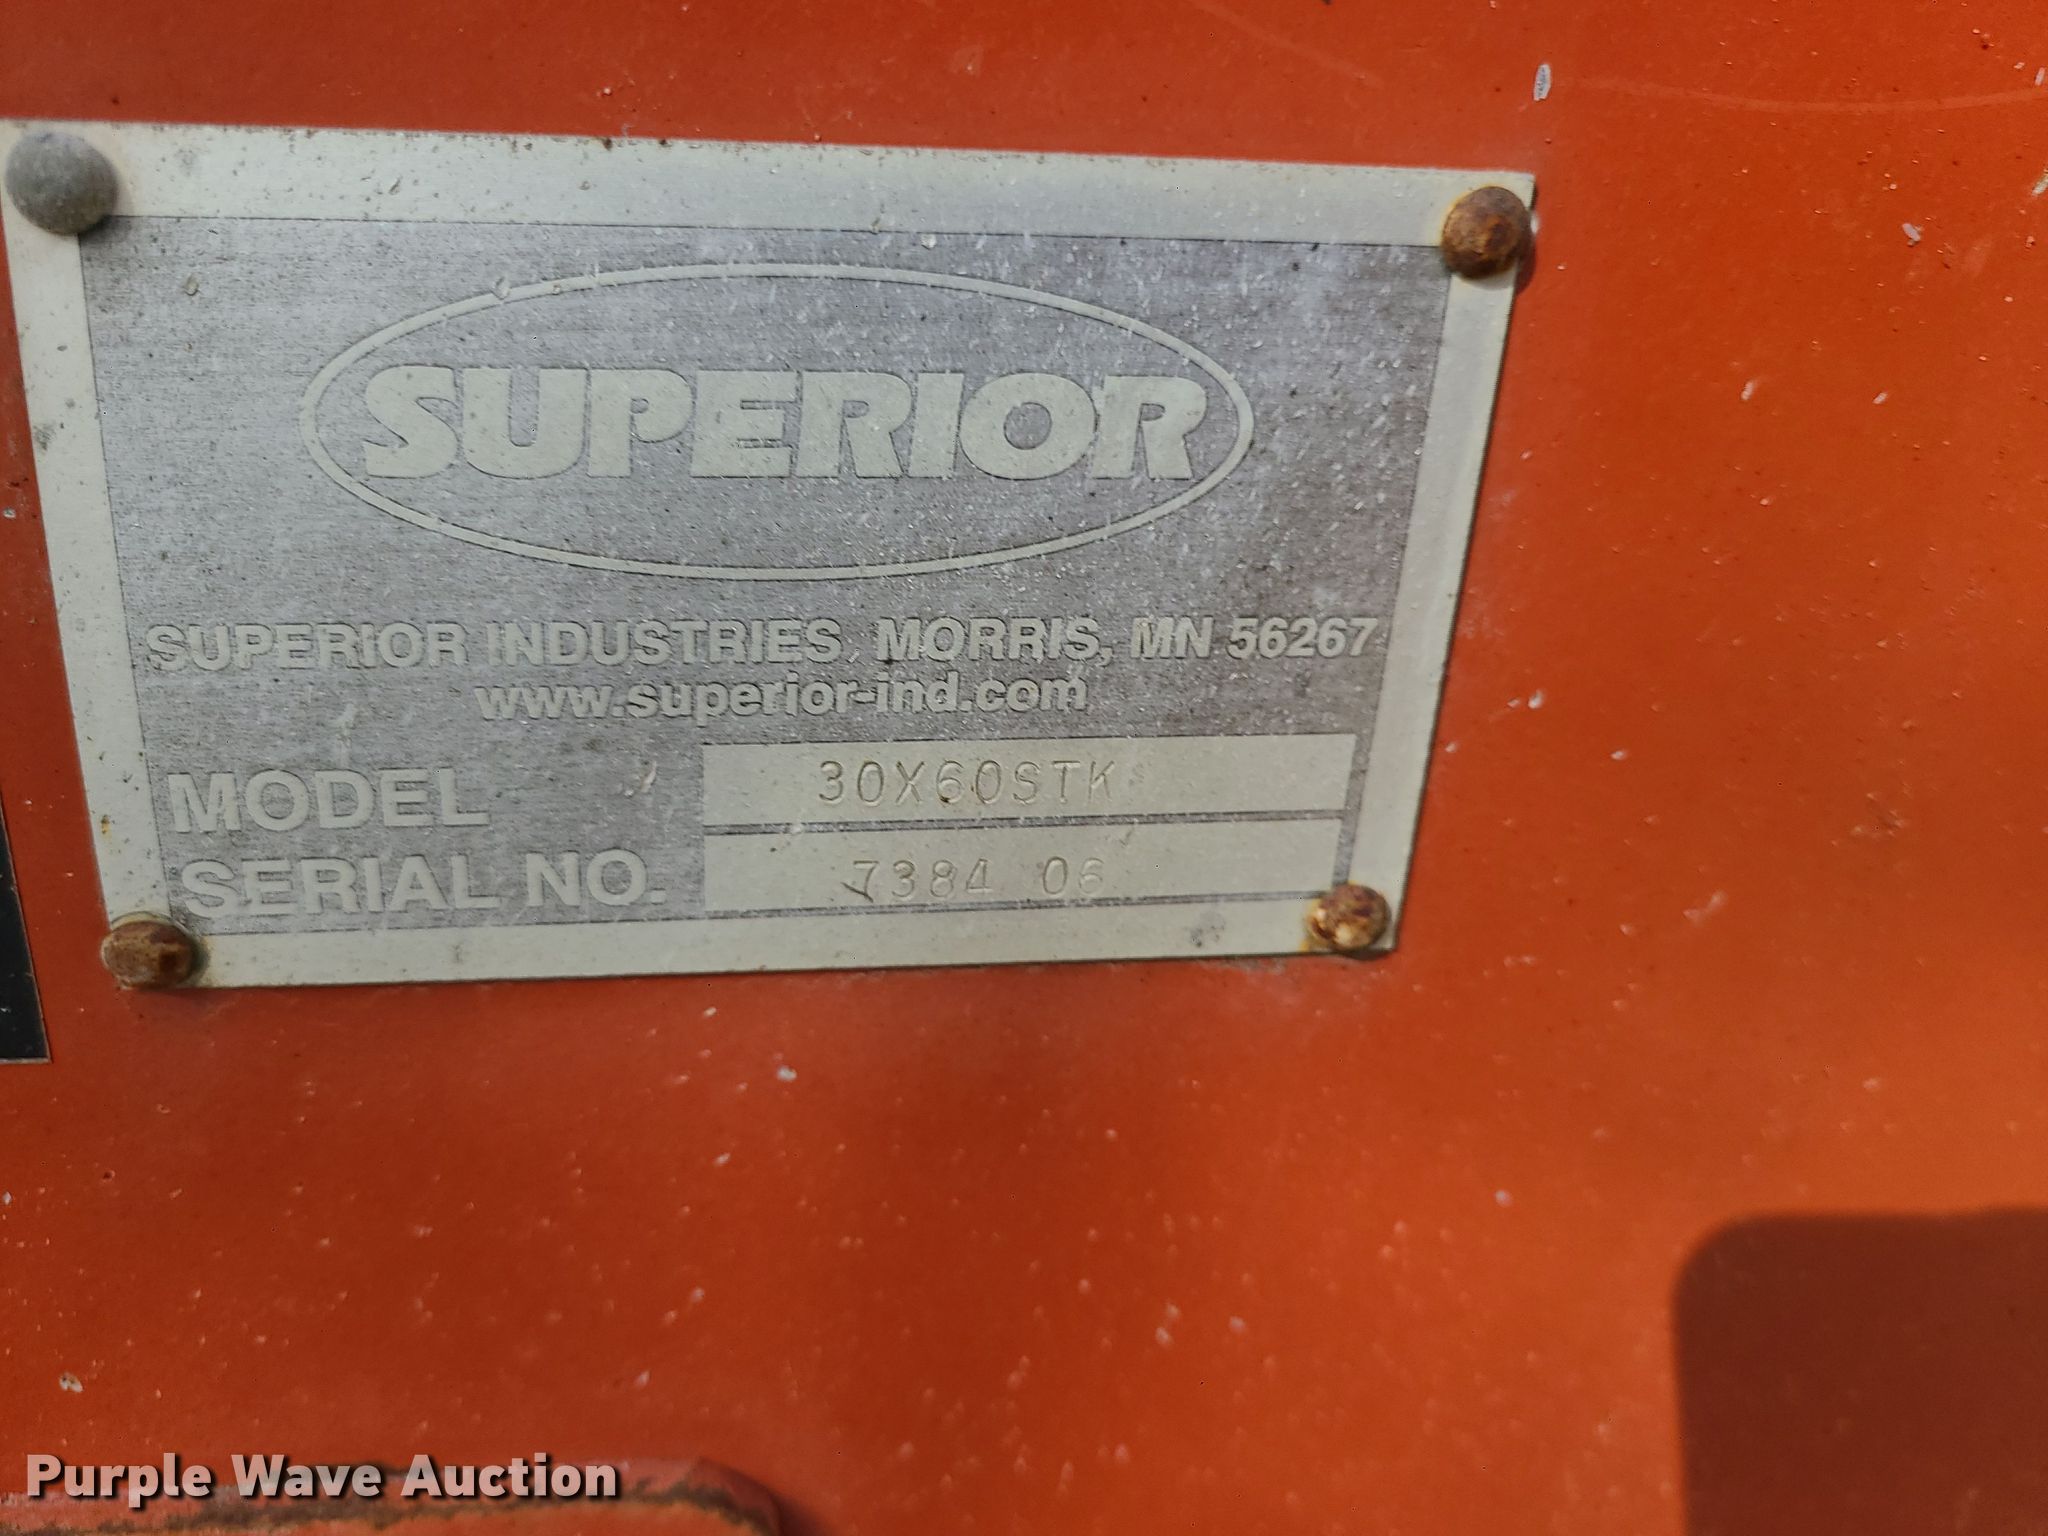 SUPERIOR
SUPERIOR INDUSTRIES, MORRIS, MN 56267
www.superior-ind.com
MODEL 30X60STK
SERIAL NO. 7384 06
Purple Wave Auction